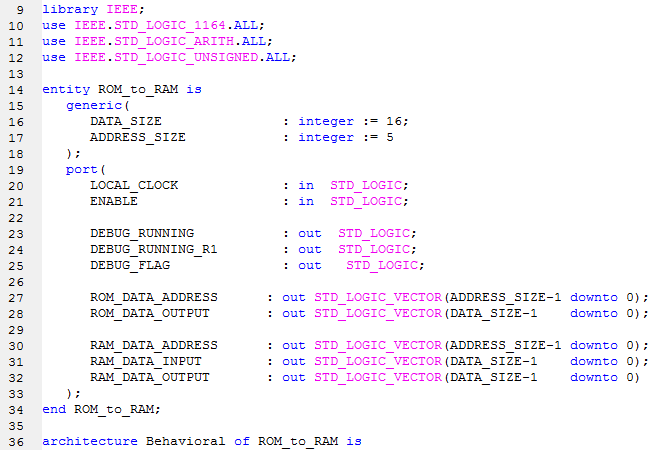 9 library IEEE;
10 use IEEE.STD_LOGIC_1164.ALL;
11 use IEEE.STD_LOGIC_ARITH.ALL;
12 use IEEE.STD_LOGIC_UNSIGNED.ALL;
13
14 entity ROM_to_RAM is
15 generic(
16 DATA_SIZE : integer := 16;
17 ADDRESS_SIZE : integer := 5
18 );
19 port(
20 LOCAL_CLOCK : in STD_LOGIC;
21 ENABLE : in STD_LOGIC;
22
23 DEBUG_RUNNING : out STD_LOGIC;
24 DEBUG_RUNNING_R1 : out STD_LOGIC;
25 DEBUG_FLAG : out STD_LOGIC;
26
27 ROM_DATA_ADDRESS : out STD_LOGIC_VECTOR(ADDRESS_SIZE-1 downto 0);
28 ROM_DATA_OUTPUT : out STD_LOGIC_VECTOR(DATA_SIZE-1 downto 0);
29
30 RAM_DATA_ADDRESS : out STD_LOGIC_VECTOR(ADDRESS_SIZE-1 downto 0);
31 RAM_DATA_INPUT : out STD_LOGIC_VECTOR(DATA_SIZE-1 downto 0);
32 RAM_DATA_OUTPUT : out STD_LOGIC_VECTOR(DATA_SIZE-1 downto 0)
33 );
34 end ROM_to_RAM;
35
36 architecture Behavioral of ROM_to_RAM is